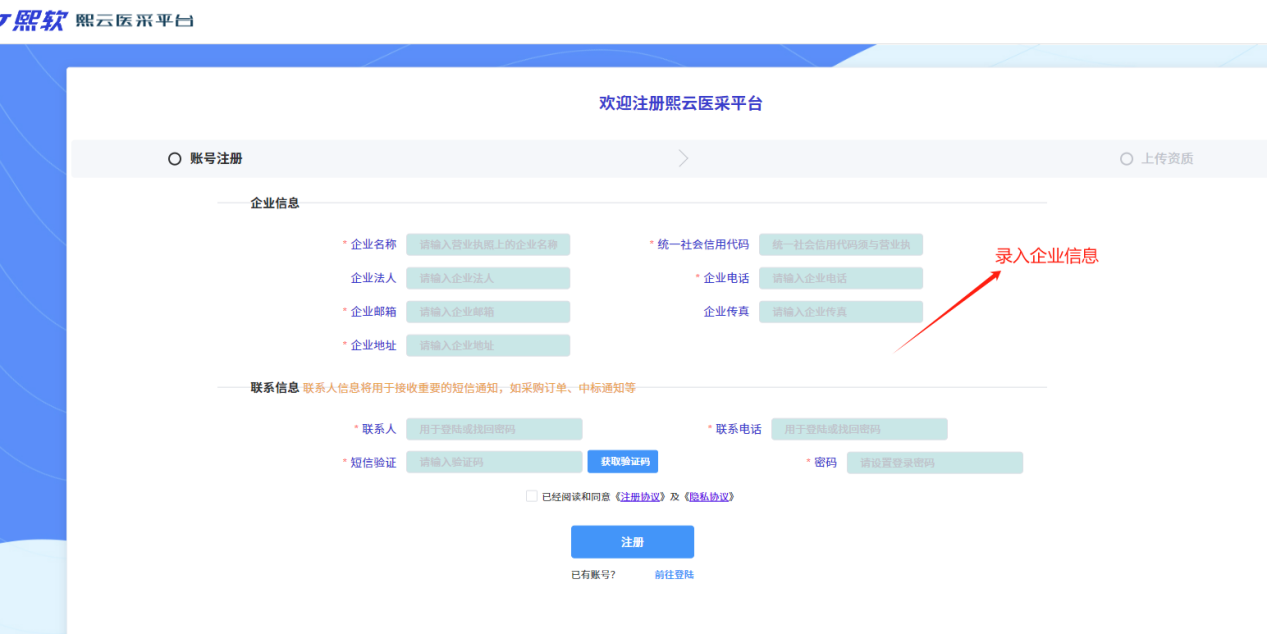 熙软 熙云医采平台
欢迎注册熙云医采平台
账号注册
上传资质
企业信息
* 企业名称 请输入营业执照上的企业名称 * 统一社会信用代码 统一社会信用代码须与营业执
企业法人 请输入企业法人 * 企业电话 请输入企业电话
录入企业信息
* 企业邮箱 请输入企业邮箱 企业传真 请输入企业传真
* 企业地址 请输入企业地址
联系信息 联系人信息将用于接收重要的短信通知，如采购订单、中标通知等
* 联系人 用于登陆或找回密码 * 联系电话 用于登陆或找回密码
* 短信验证 请输入验证码 获取验证码 * 密码 请设置登录密码
已经阅读和同意《注册协议》及《隐私协议》
注册
已有账号? 前往登陆